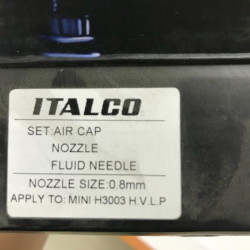 ITALCO
SET:AIR CAP
NOZZLE
FLUID NEEDLE
NOZZLE SIZE:0.8mm
APPLY TO: MINI H3003 H.V.L.P